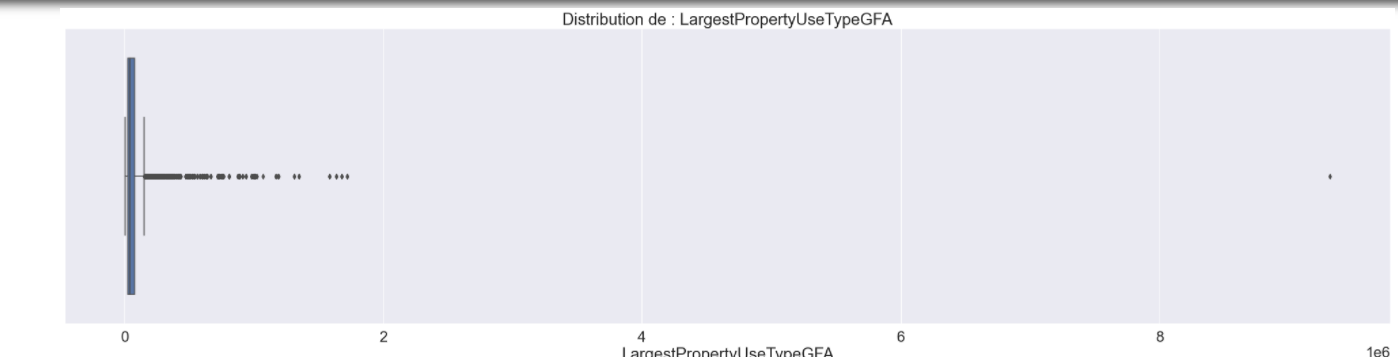 Distribution de : LargestPropertyUseTypeGFA
0 2 4 6 8
1e6
LargestPropertyUseTypeGFA